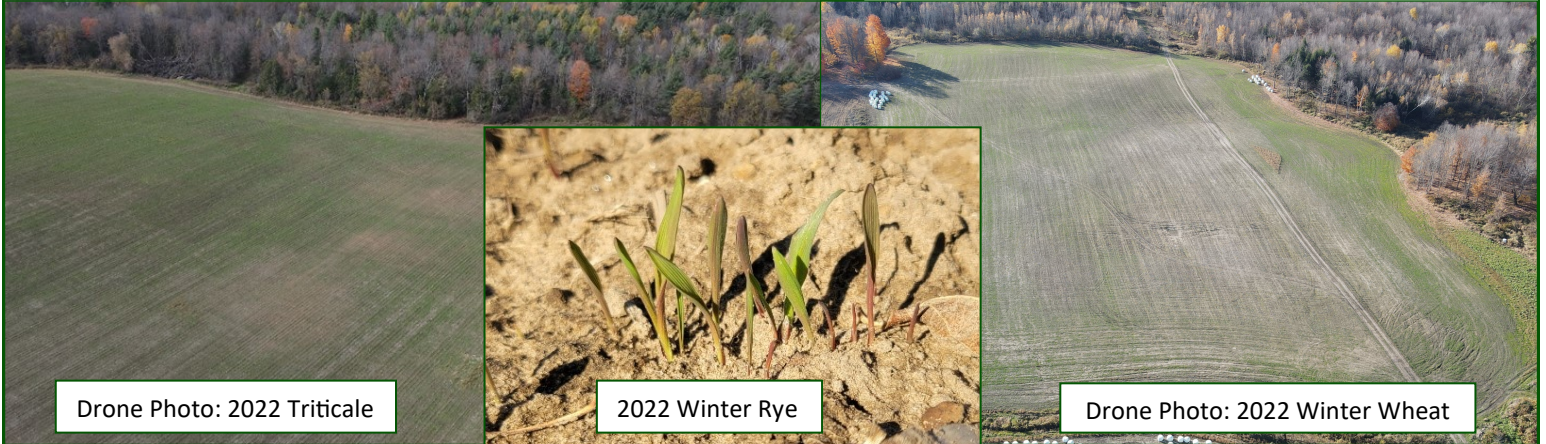 Drone Photo: 2022 Triticale
2022 Winter Rye
Drone Photo: 2022 Winter Wheat